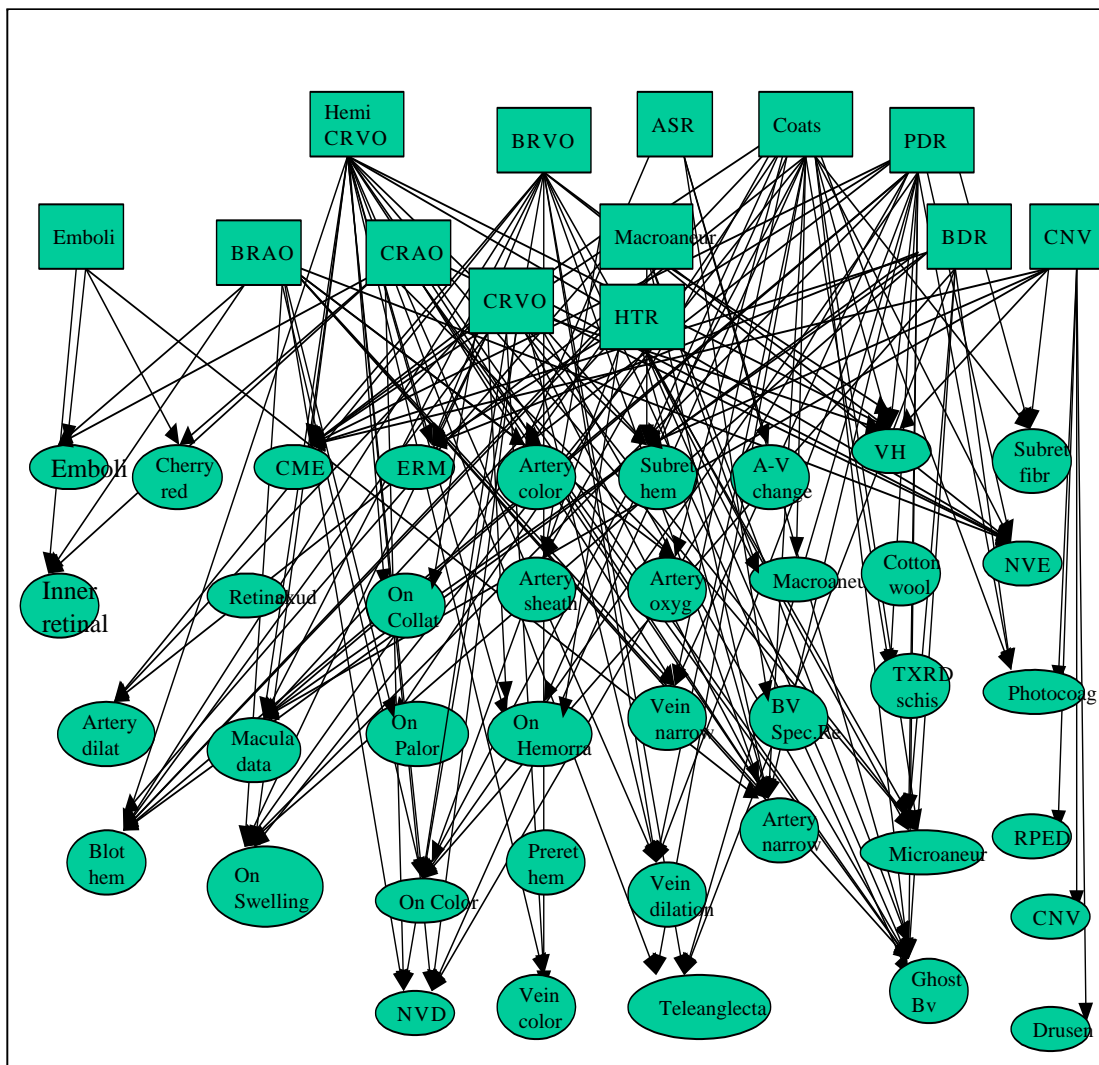 Hemi
CRVO
BRVO
ASR
Coats
PDR
Emboli
BRAO
CRAO
Macroaneur
BDR
CNV
CRVO
HTR
Emboli
Cherry
red
CME
ERM
Artery
color
Subret
hem
A-V
change
VH
Subret
fibr
Inner
retinal
Retina exud
On
Collat
Artery
sheath
Artery
oxyg
Macroaneu
Cotton
wool
NVE
Artery
dilat
Macula
data
On
Palor
On
Hemorra
Vein
narrow
BV
Spec.Re
TXRD
schis
Photocoag
Blot
hem
On
Swelling
On Color
Preret
hem
Vein
dilation
Artery
narrow
Microaneur
RPED
CNV
NVD
Vein
color
Teleanglecta
Ghost
Bv
Drusen